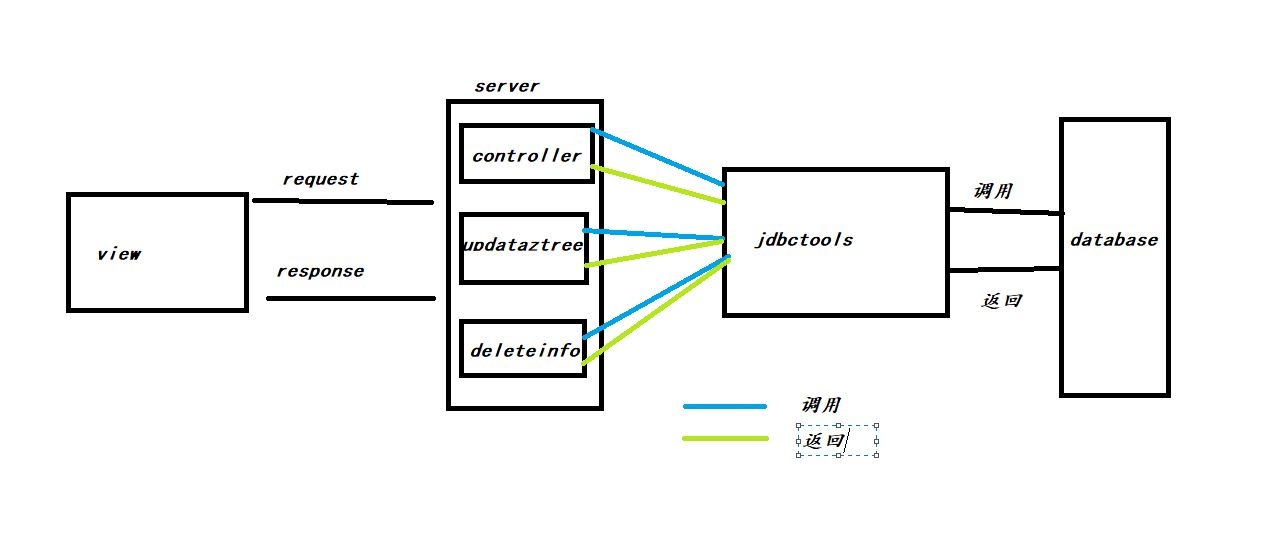 server
controller
request
调用
updataztree
jdbctools
database
view
response
返回
deleteinfo
调用
返回